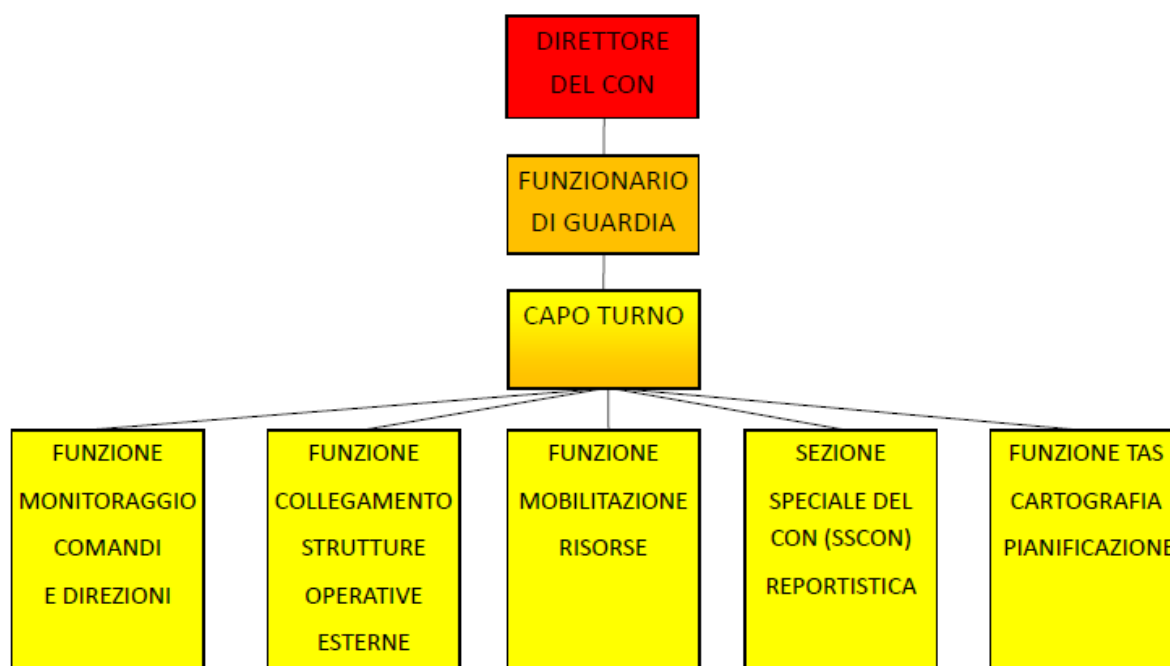 DIRETTORE
DEL CON
FUNZIONARIO
DI GUARDIA
CAPO TURNO
FUNZIONE
MONITORAGGIO
COMANDI
E DIREZIONI
FUNZIONE
COLLEGAMENTO
STRUTTURE
OPERATIVE
ESTERNE
FUNZIONE
MOBILITAZIONE
RISORSE
SEZIONE
SPECIALE DEL
CON (SSCON)
REPORTISTICA
FUNZIONE TAS
CARTOGRAFIA
PIANIFICAZIONE